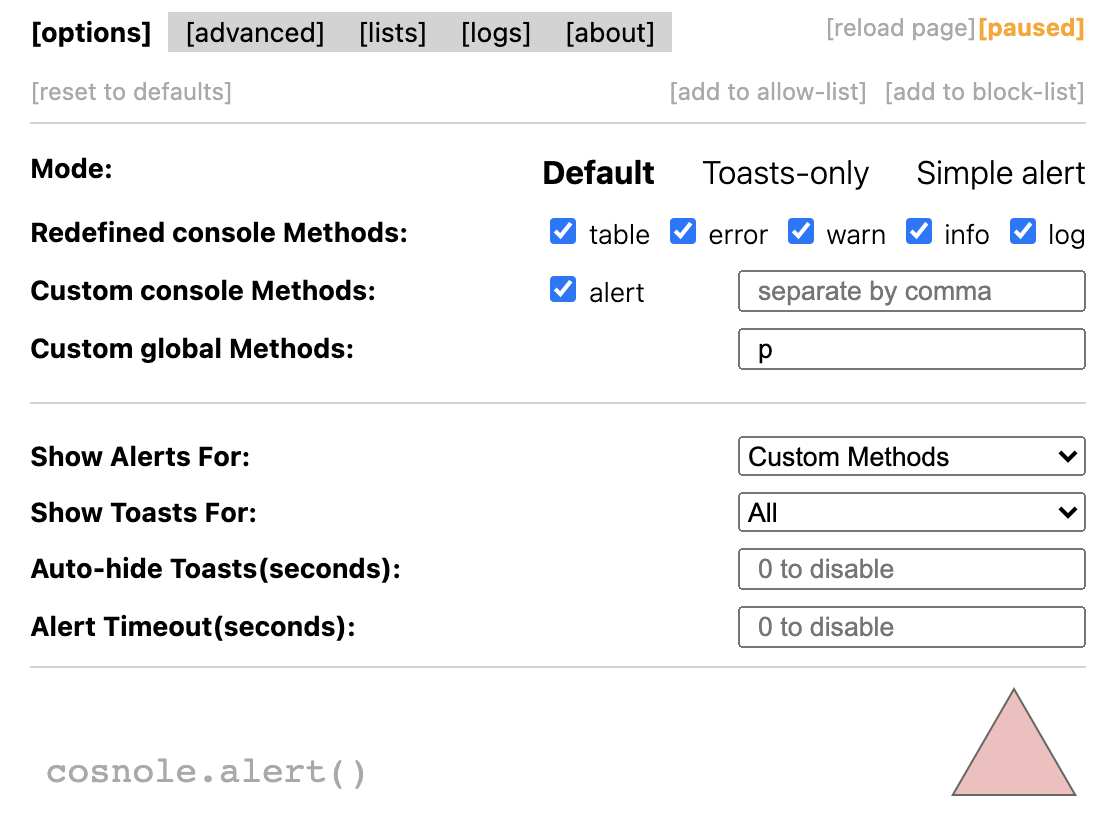 [options] [advanced] [lists] [logs] [about] [reload page][paused]
[reset to defaults] [add to allow-list] [add to block-list]
Mode: Default Toasts-only Simple alert
Redefined console Methods: table error warn info log
Custom console Methods: alert separate by comma
Custom global Methods: p
Show Alerts For: Custom Methods
Show Toasts For: All
Auto-hide Toasts(seconds): 0 to disable
Alert Timeout(seconds): 0 to disable
cosnole.alert()